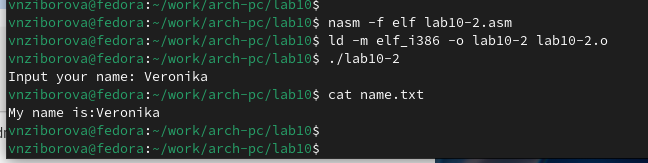 vnziborova@fedora:~/work/arch-pc/lab10$
vnziborova@fedora:~/work/arch-pc/lab10$ nasm -f elf lab10-2.asm
vnziborova@fedora:~/work/arch-pc/lab10$ ld -m elf_i386 -o lab10-2 lab10-2.o
vnziborova@fedora:~/work/arch-pc/lab10$ ./lab10-2
Input your name: Veronika
vnziborova@fedora:~/work/arch-pc/lab10$ cat name.txt
My name is:Veronika
vnziborova@fedora:~/work/arch-pc/lab10$
vnziborova@fedora:~/work/arch-pc/lab10$